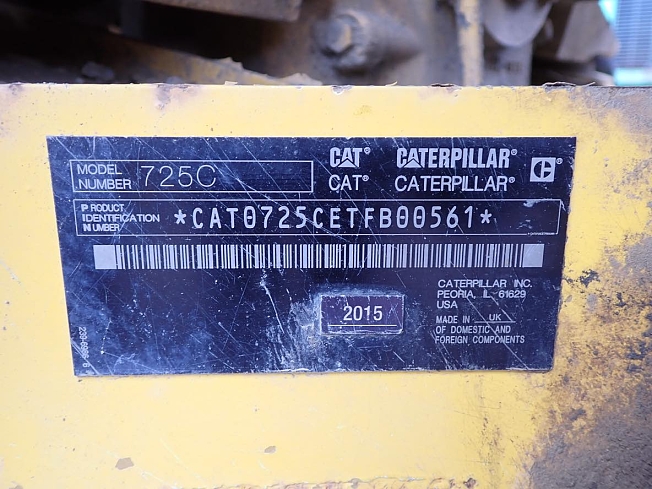 MODEL NUMBER 725C
CAT® CATERPILLAR®
CAT® CATERPILLAR®
C
PRODUCT IDENTIFICATION NUMBER *CAT0725CETFB00561*
CATERPILLAR INC.
PEORIA, IL 61629
USA
2015
MADE IN UK
OF DOMESTIC AND
FOREIGN COMPONENTS